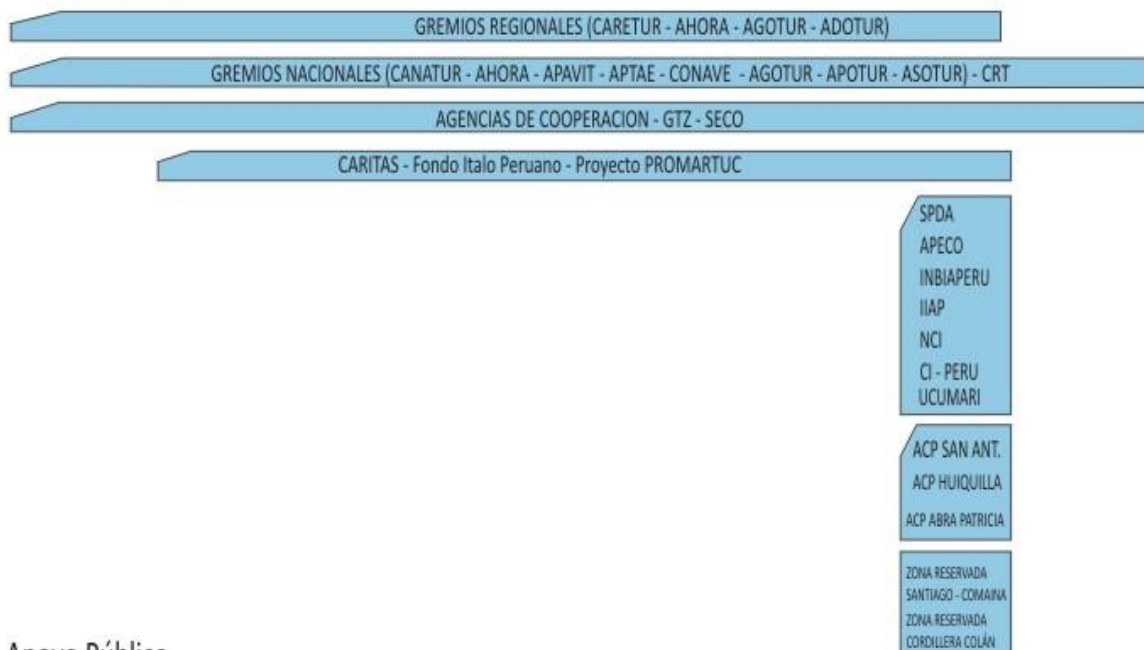 GREMIOS REGIONALES (CARETUR - AHORA - AGOTUR - ADOTUR)
GREMIOS NACIONALES (CANATUR - AHORA - APAVIT - APTAE - CONAVE - AGOTUR - APOTUR - ASOTUR) - CRT
AGENCIAS DE COOPERACION - GTZ - SECO
CARITAS - Fondo Italo Peruano - Proyecto PROMARTUC
SPDA
APECO
INBIAPERU
IIAP
NCI
CI - PERU
UCUMARI
ACP SAN ANT.
ACP HUIQUILLA
ACP ABRA PATRICIA
ZONA RESERVADA
SANTIAGO - COMAINA
ZONA RESERVADA
CORDILLERA COLÁN
Apoyo Público